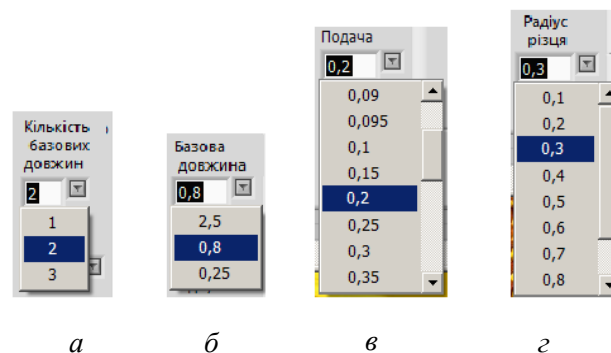 Кількість
базових
довжин
2
1
2
3
а
Базова
довжина
0,8
2,5
0,8
0,25
б
Подача
0,2
0,09
0,095
0,1
0,15
0,2
0,25
0,3
0,35
в
Радіус
різця
0,3
0,1
0,2
0,3
0,4
0,5
0,6
0,7
0,8
г